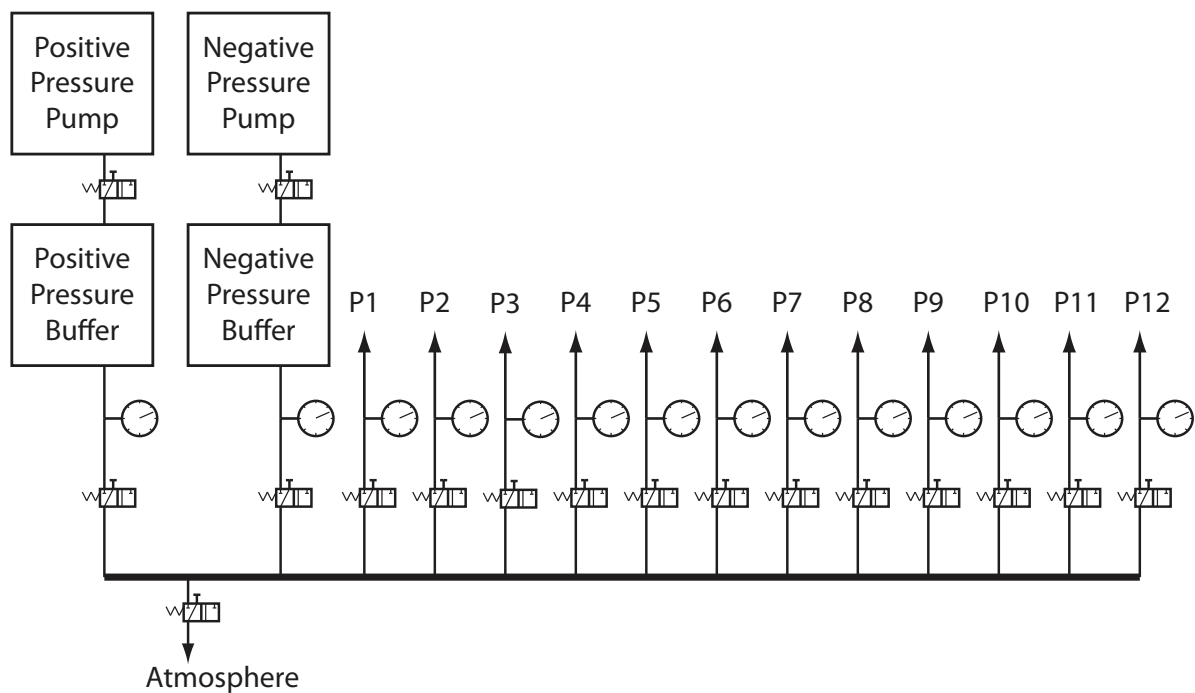 Positive
Pressure
Pump
Negative
Pressure
Pump
Positive
Pressure
Buffer
Negative
Pressure
Buffer
P1 P2 P3 P4 P5 P6 P7 P8 P9 P10 P11 P12
Atmosphere